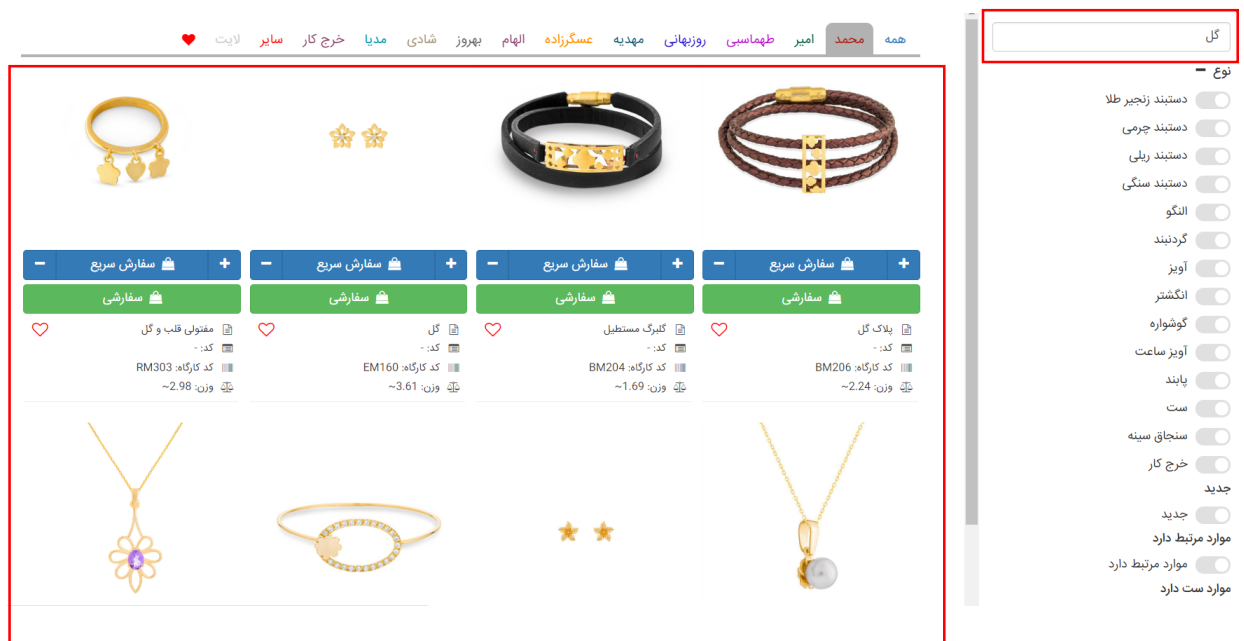 گل
نوع
دستبند زنجیر طلا
دستبند چرمی
دستبند ریلی
دستبند سنگی
النگو
گردنبند
آویز
انگشتر
گوشواره
آویز ساعت
پابند
ست
سنجاق سینه
خرج کار
جدید
جدید
موارد مرتبط دارد
موارد مرتبط دارد
موارد ست دارد
همه محمد امیر طهماسبی روزبهانی مهدیه عسگرزاده الهام بهروز شادی مدیا خرج کار سایر لایت
+ سفارش سریع −
سفارشی
پلاک گل
کد: -
کد کارگاه: BM206
وزن: 2.24~
+ سفارش سریع −
سفارشی
گلبرگ مستطیل
کد: -
کد کارگاه: BM204
وزن: 1.69~
+ سفارش سریع −
سفارشی
گل
کد: -
کد کارگاه: EM160
وزن: 3.61~
+ سفارش سریع −
سفارشی
مفتولی قلب و گل
کد: -
کد کارگاه: RM303
وزن: 2.98~